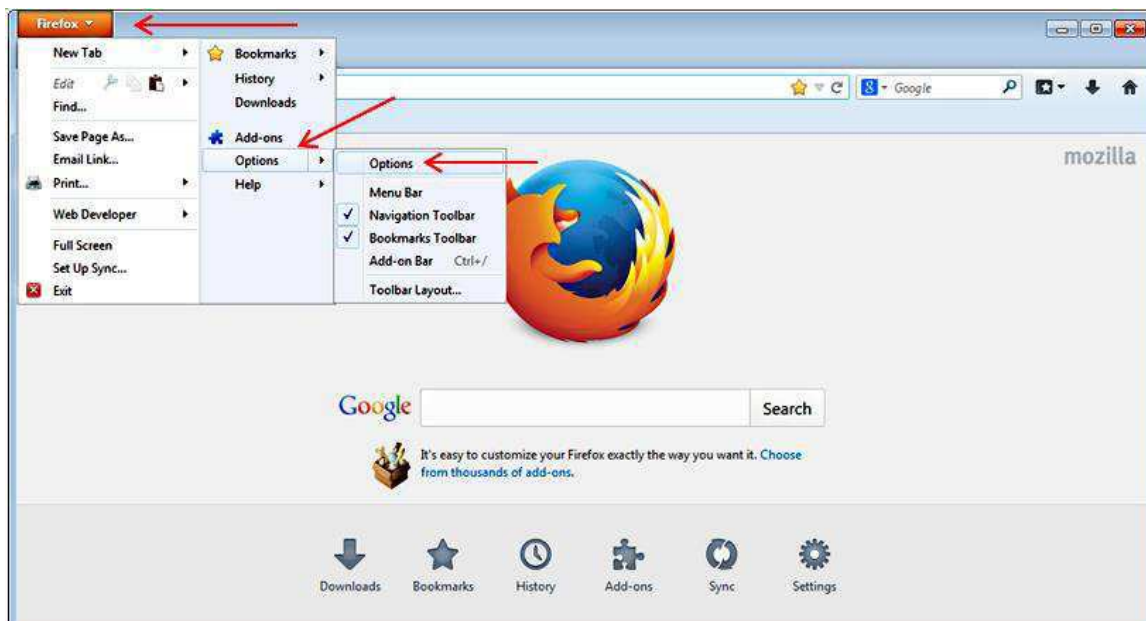 Firefox
New Tab
Edit
Find...
Save Page As...
Email Link...
Print...
Web Developer
Full Screen
Set Up Sync...
Exit
Bookmarks
History
Downloads
Add-ons
Options
Help
Options
Menu Bar
Navigation Toolbar
Bookmarks Toolbar
Add-on Bar Ctrl+/
Toolbar Layout...
8 Google
mozilla
Google
Search
It's easy to customize your Firefox exactly the way you want it. Choose
from thousands of add-ons.
Downloads Bookmarks History Add-ons Sync Settings